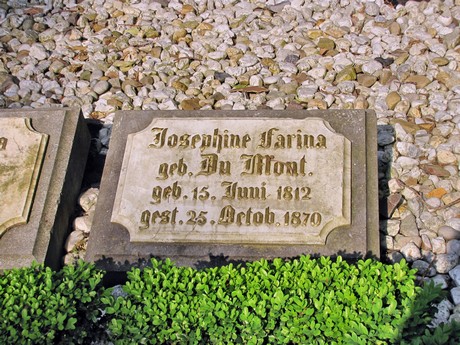 a
Josephine Farina
geb. Du Mont.
geb. 15. Juni 1812
gest. 25. Octob. 1870